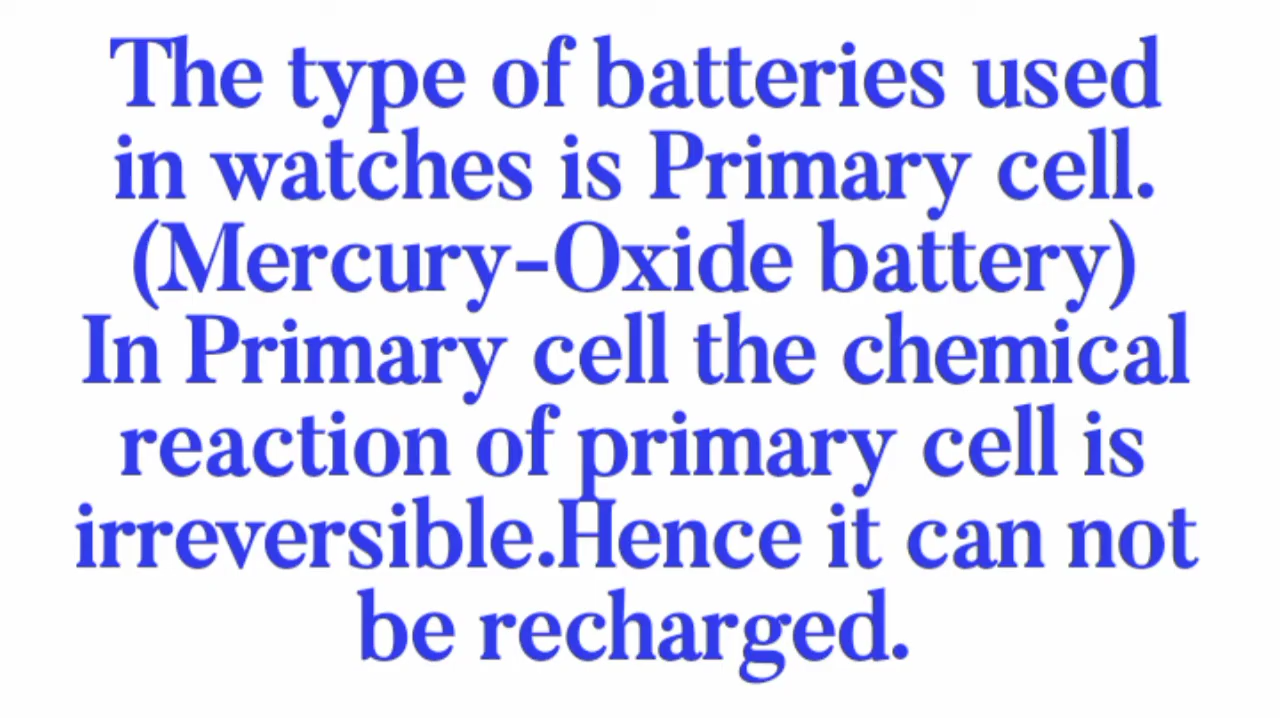 The type of batteries used
in watches is Primary cell.
(Mercury-Oxide battery)
In Primary cell the chemical
reaction of primary cell is
irreversible.Hence it can not
be recharged.